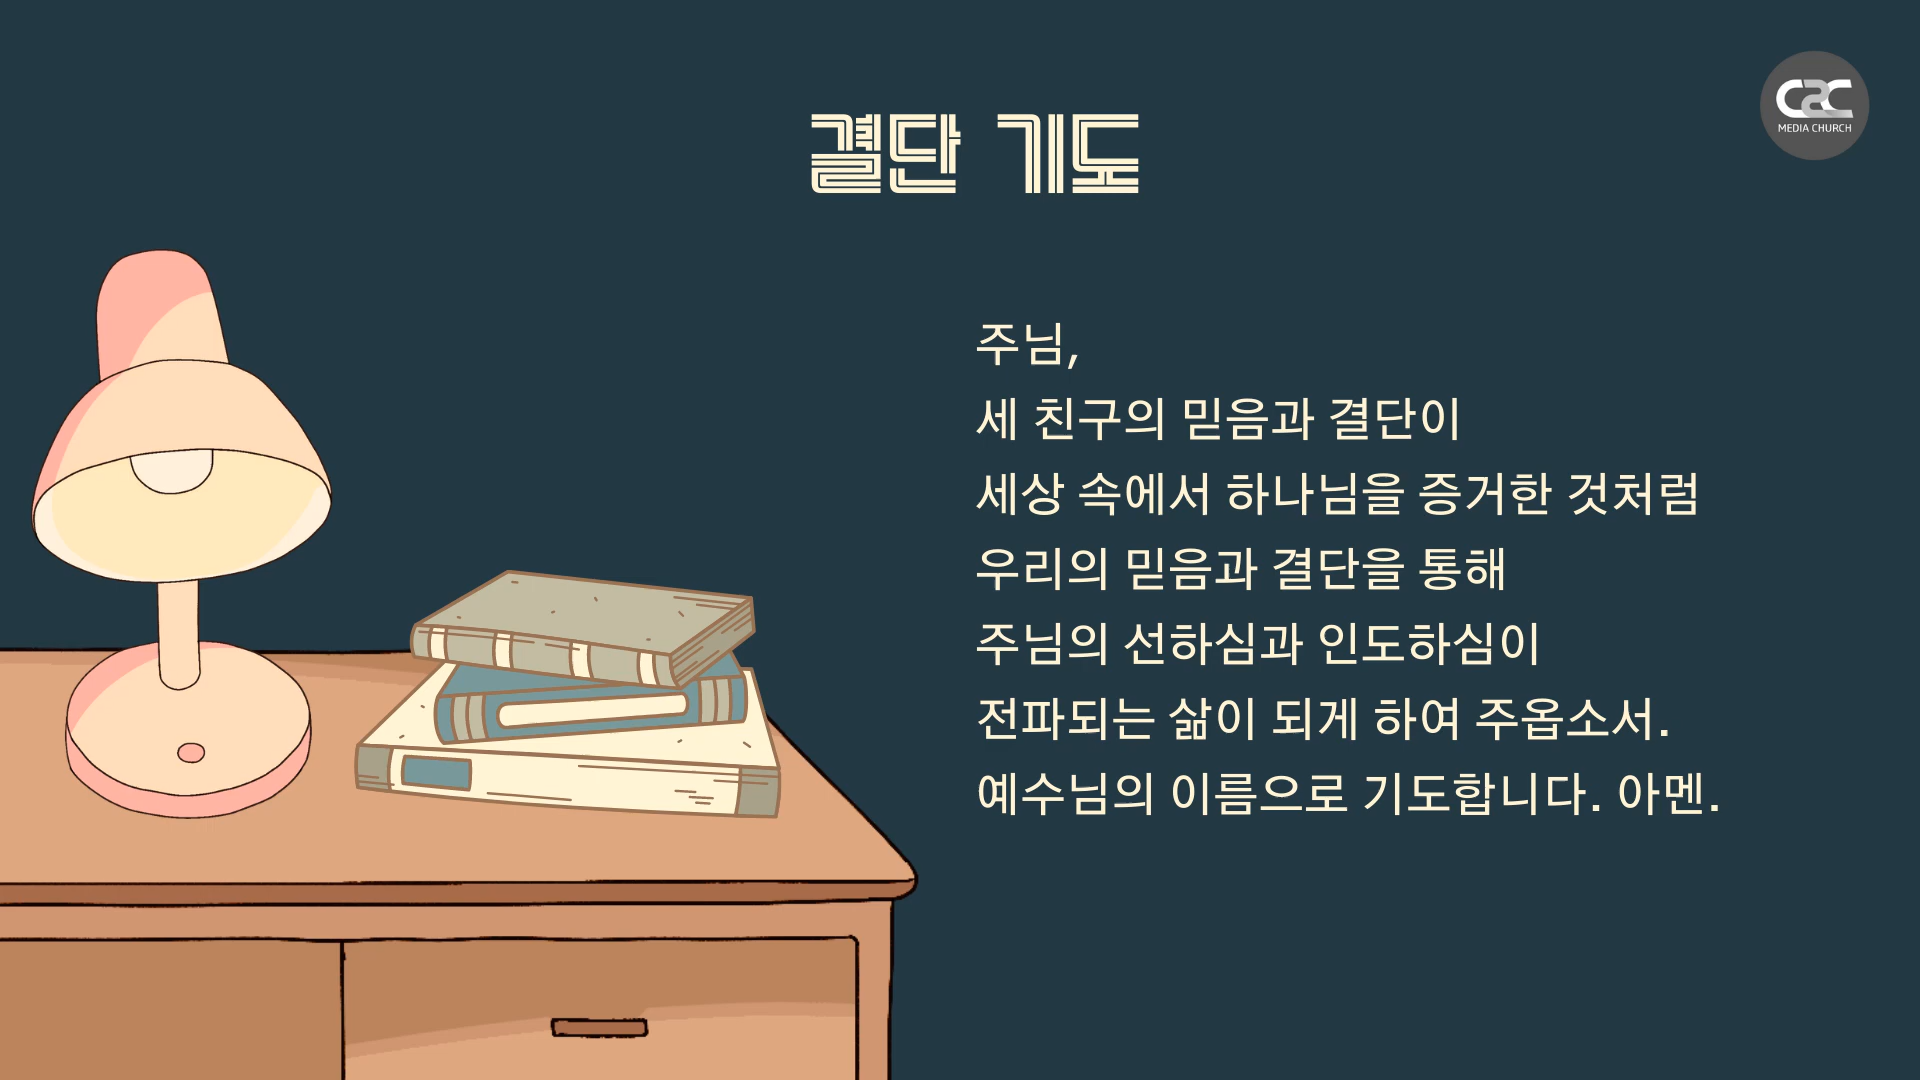 결단 기도
C2C
MEDIA CHURCH
주님,
세 친구의 믿음과 결단이
세상 속에서 하나님을 증거한 것처럼
우리의 믿음과 결단을 통해
주님의 선하심과 인도하심이
전파되는 삶이 되게 하여 주옵소서.
예수님의 이름으로 기도합니다. 아멘.